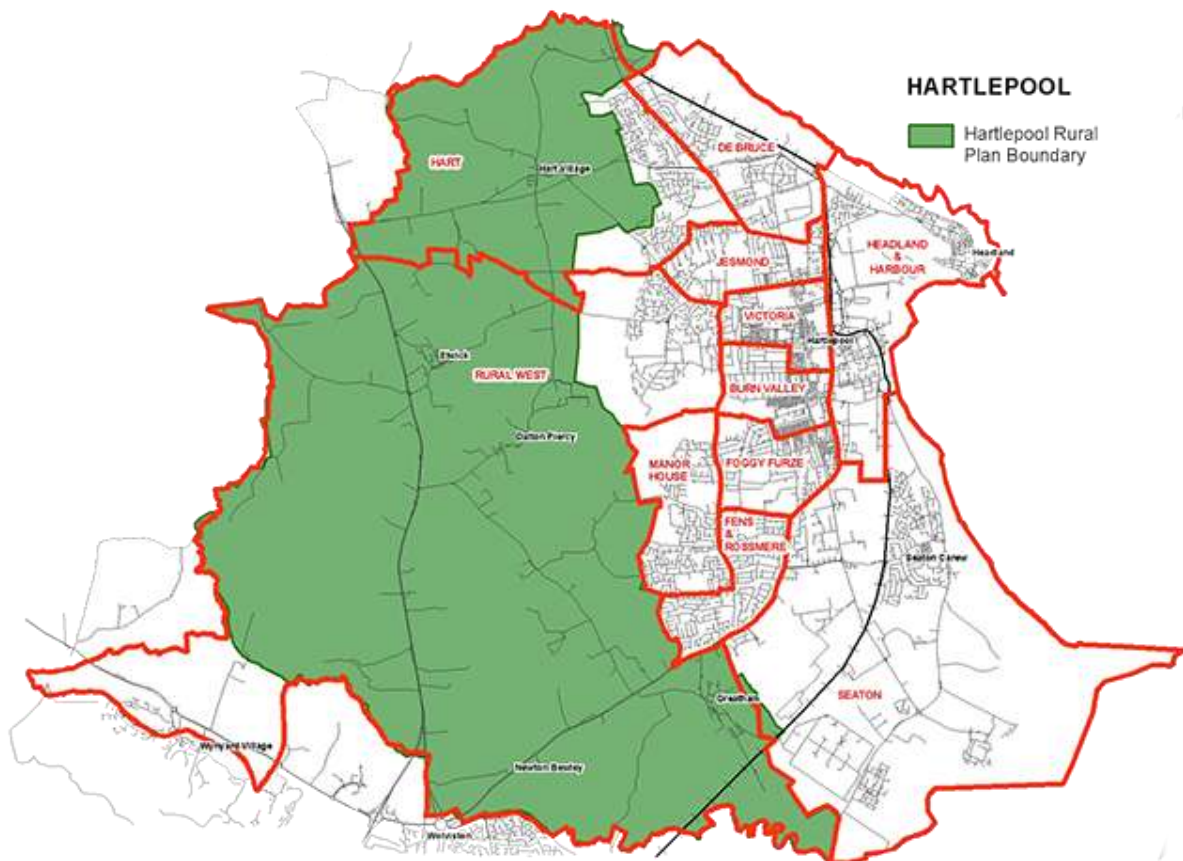 HARTLEPOOL
Hartlepool Rural
Plan Boundary
DE BRUCE
HART
Hart Village
HEADLAND
&
HARBOUR
Headland
JESMOND
VICTORIA
Hartlepool
Elwick
RURAL WEST
BURN VALLEY
Dalton Piercy
MANOR
HOUSE
FOGGY FURZE
FENS
&
ROSSMERE
Seaton Carew
SEATON
Greatham
Wynyard Village
Newton Bewley
Wolviston